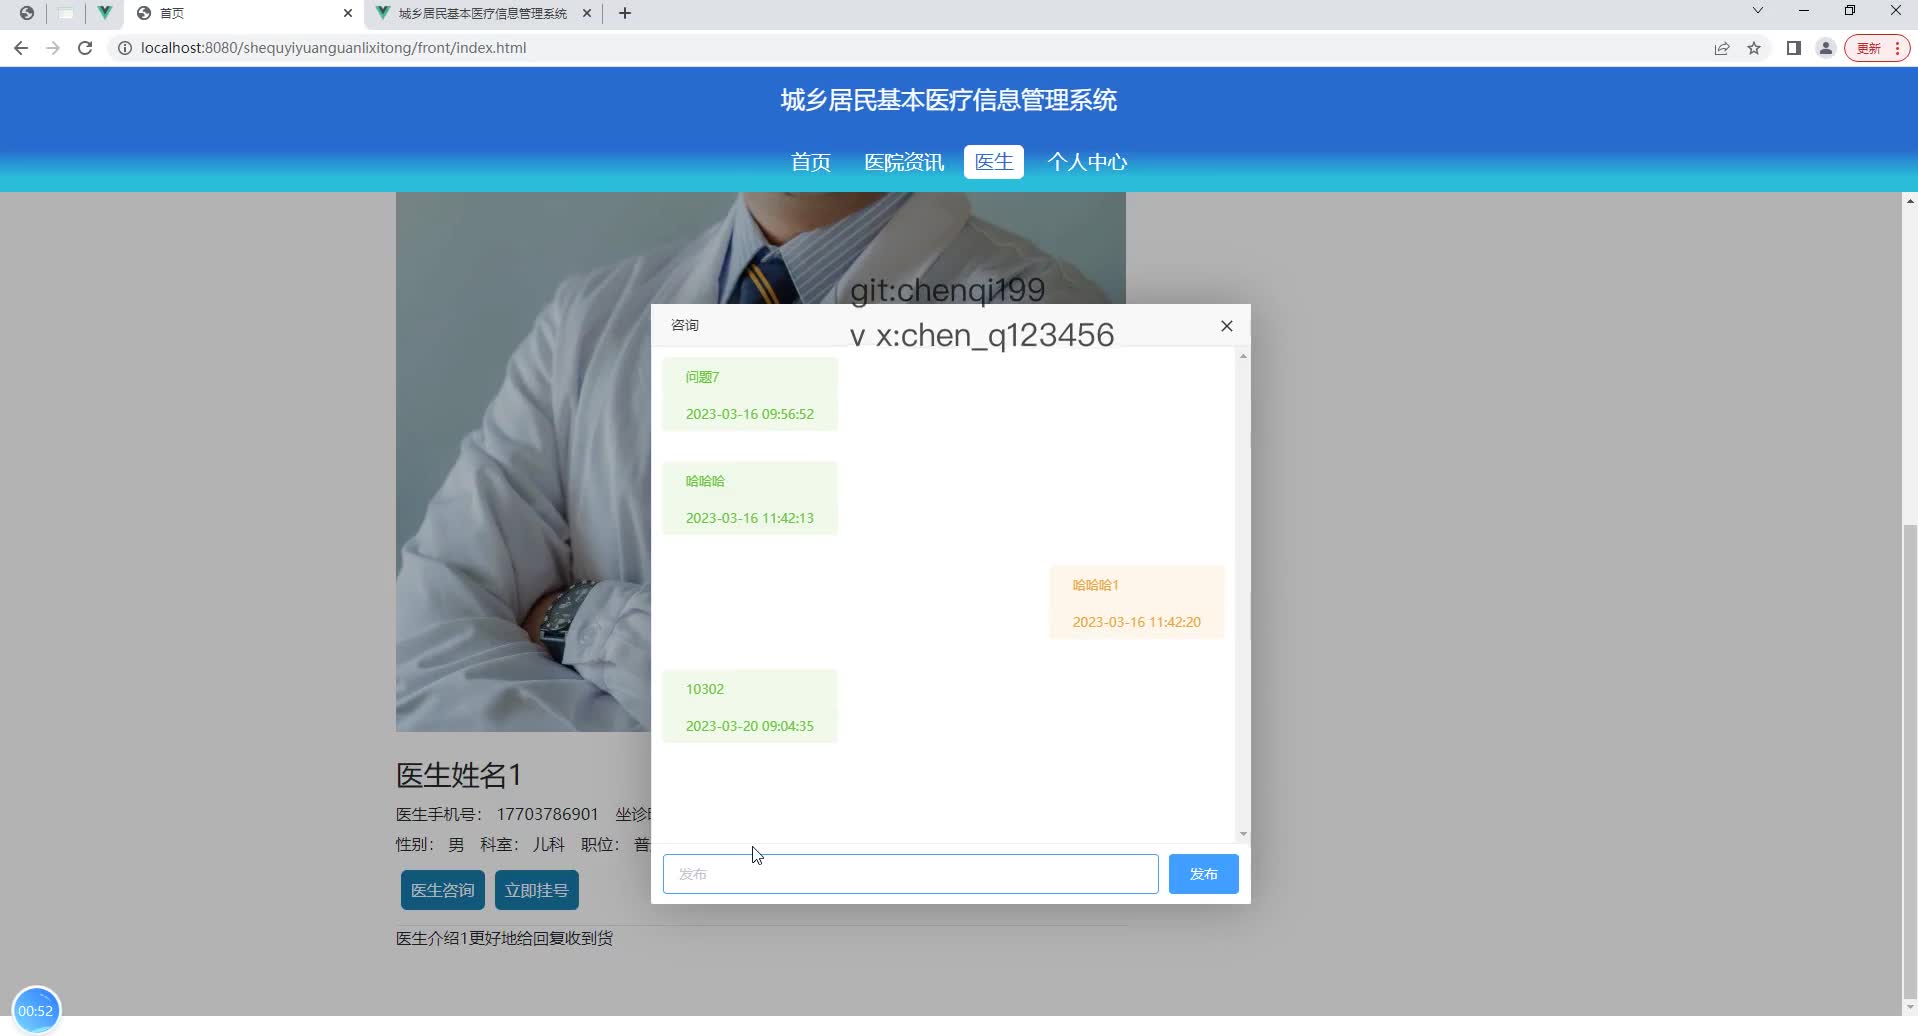 首页
城乡居民基本医疗信息管理系统
localhost:8080/shequyiyuanguanlixitong/front/index.html
更新
城乡居民基本医疗信息管理系统
首页
医院资讯
医生
个人中心
git:chenqi199
v x:chen_q123456
咨询
问题7
2023-03-16 09:56:52
哈哈哈
2023-03-16 11:42:13
哈哈哈1
2023-03-16 11:42:20
10302
2023-03-20 09:04:35
发布
发布
医生姓名1
医生手机号： 17703786901 坐诊
性别： 男 科室： 儿科 职位： 普
医生咨询
立即挂号
医生介绍1更好地给回复收到货
00:52